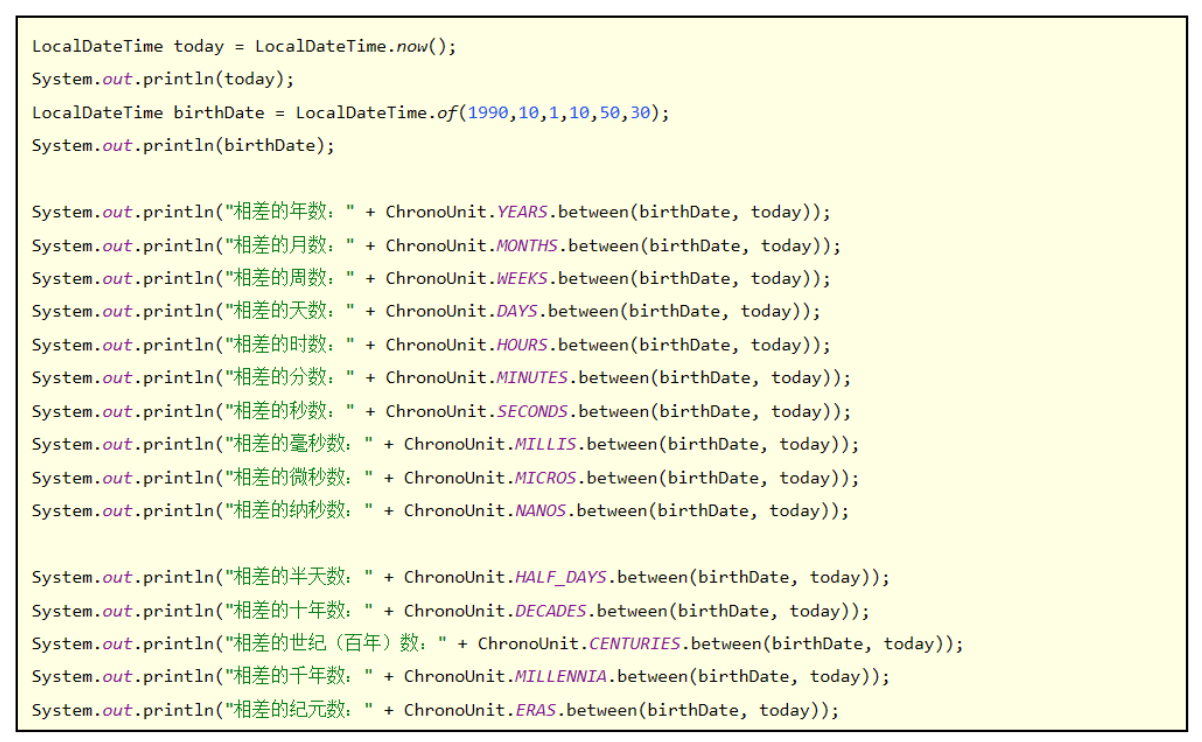 LocalDateTime today = LocalDateTime.now();
System.out.println(today);
LocalDateTime birthDate = LocalDateTime.of(1990,10,1,10,50,30);
System.out.println(birthDate);
System.out.println("相差的年数：" + ChronoUnit.YEARS.between(birthDate, today));
System.out.println("相差的月数：" + ChronoUnit.MONTHS.between(birthDate, today));
System.out.println("相差的周数：" + ChronoUnit.WEEKS.between(birthDate, today));
System.out.println("相差的天数：" + ChronoUnit.DAYS.between(birthDate, today));
System.out.println("相差的时数：" + ChronoUnit.HOURS.between(birthDate, today));
System.out.println("相差的分数：" + ChronoUnit.MINUTES.between(birthDate, today));
System.out.println("相差的秒数：" + ChronoUnit.SECONDS.between(birthDate, today));
System.out.println("相差的毫秒数：" + ChronoUnit.MILLIS.between(birthDate, today));
System.out.println("相差的微秒数：" + ChronoUnit.MICROS.between(birthDate, today));
System.out.println("相差的纳秒数：" + ChronoUnit.NANOS.between(birthDate, today));
System.out.println("相差的半天数：" + ChronoUnit.HALF_DAYS.between(birthDate, today));
System.out.println("相差的十年数：" + ChronoUnit.DECADES.between(birthDate, today));
System.out.println("相差的世纪（百年）数：" + ChronoUnit.CENTURIES.between(birthDate, today));
System.out.println("相差的千年数：" + ChronoUnit.MILLENNIA.between(birthDate, today));
System.out.println("相差的纪元数：" + ChronoUnit.ERAS.between(birthDate, today));